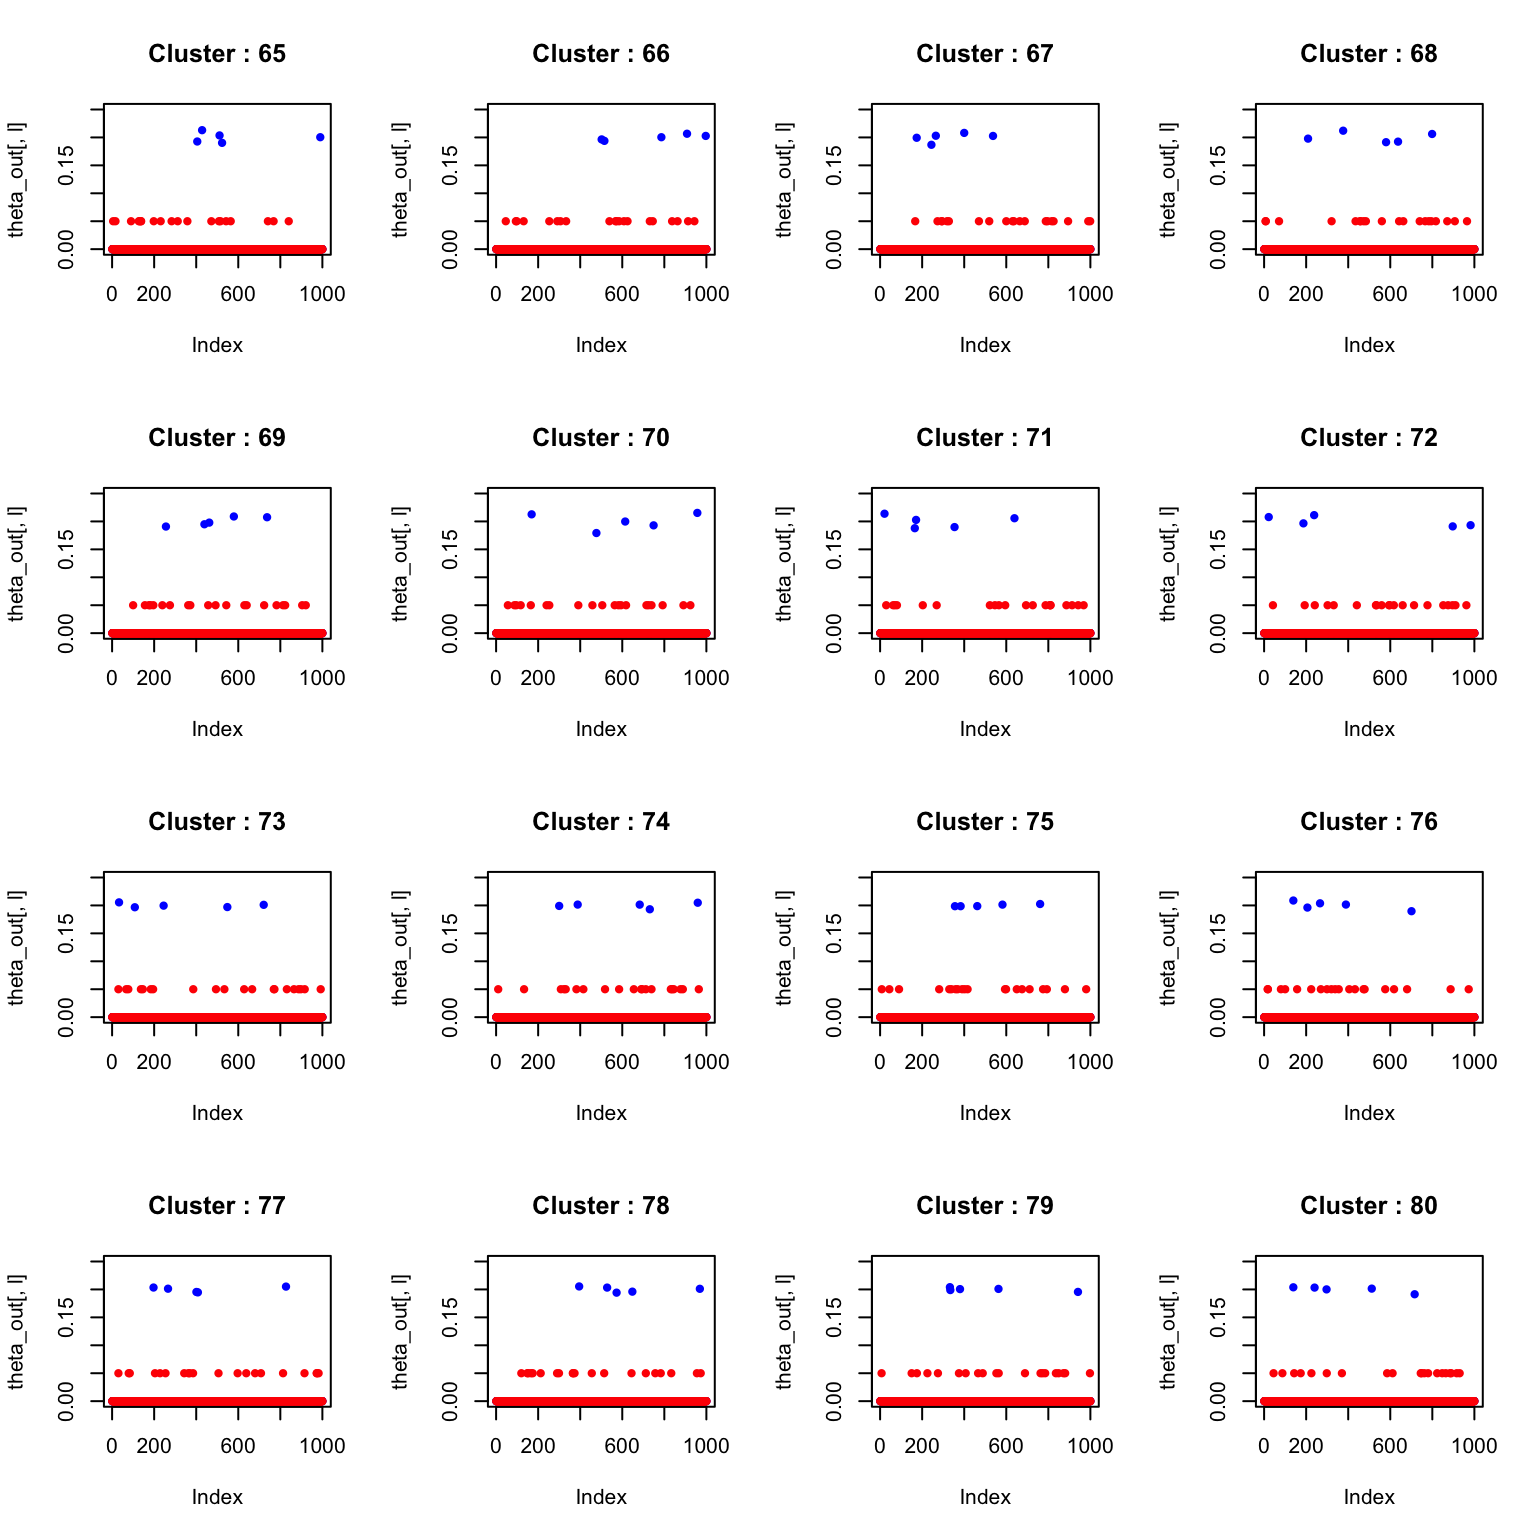 Cluster : 65
theta_out[, l]
0.00 0.15
0 200 600 1000
Index
Cluster : 66
theta_out[, l]
0.00 0.15
0 200 600 1000
Index
Cluster : 67
theta_out[, l]
0.00 0.15
0 200 600 1000
Index
Cluster : 68
theta_out[, l]
0.00 0.15
0 200 600 1000
Index
Cluster : 69
theta_out[, l]
0.00 0.15
0 200 600 1000
Index
Cluster : 70
theta_out[, l]
0.00 0.15
0 200 600 1000
Index
Cluster : 71
theta_out[, l]
0.00 0.15
0 200 600 1000
Index
Cluster : 72
theta_out[, l]
0.00 0.15
0 200 600 1000
Index
Cluster : 73
theta_out[, l]
0.00 0.15
0 200 600 1000
Index
Cluster : 74
theta_out[, l]
0.00 0.15
0 200 600 1000
Index
Cluster : 75
theta_out[, l]
0.00 0.15
0 200 600 1000
Index
Cluster : 76
theta_out[, l]
0.00 0.15
0 200 600 1000
Index
Cluster : 77
theta_out[, l]
0.00 0.15
0 200 600 1000
Index
Cluster : 78
theta_out[, l]
0.00 0.15
0 200 600 1000
Index
Cluster : 79
theta_out[, l]
0.00 0.15
0 200 600 1000
Index
Cluster : 80
theta_out[, l]
0.00 0.15
0 200 600 1000
Index